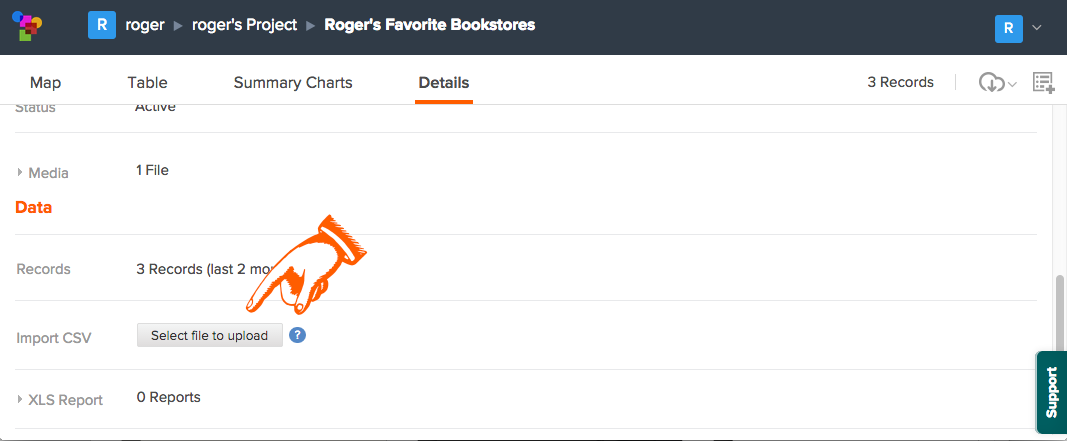 R roger ▸ roger's Project ▸ Roger's Favorite Bookstores R
Map Table Summary Charts Details 3 Records
Status Active
Media 1 File
Data
Records 3 Records (last 2 mo
Import CSV Select file to upload ?
XLS Report 0 Reports
Support